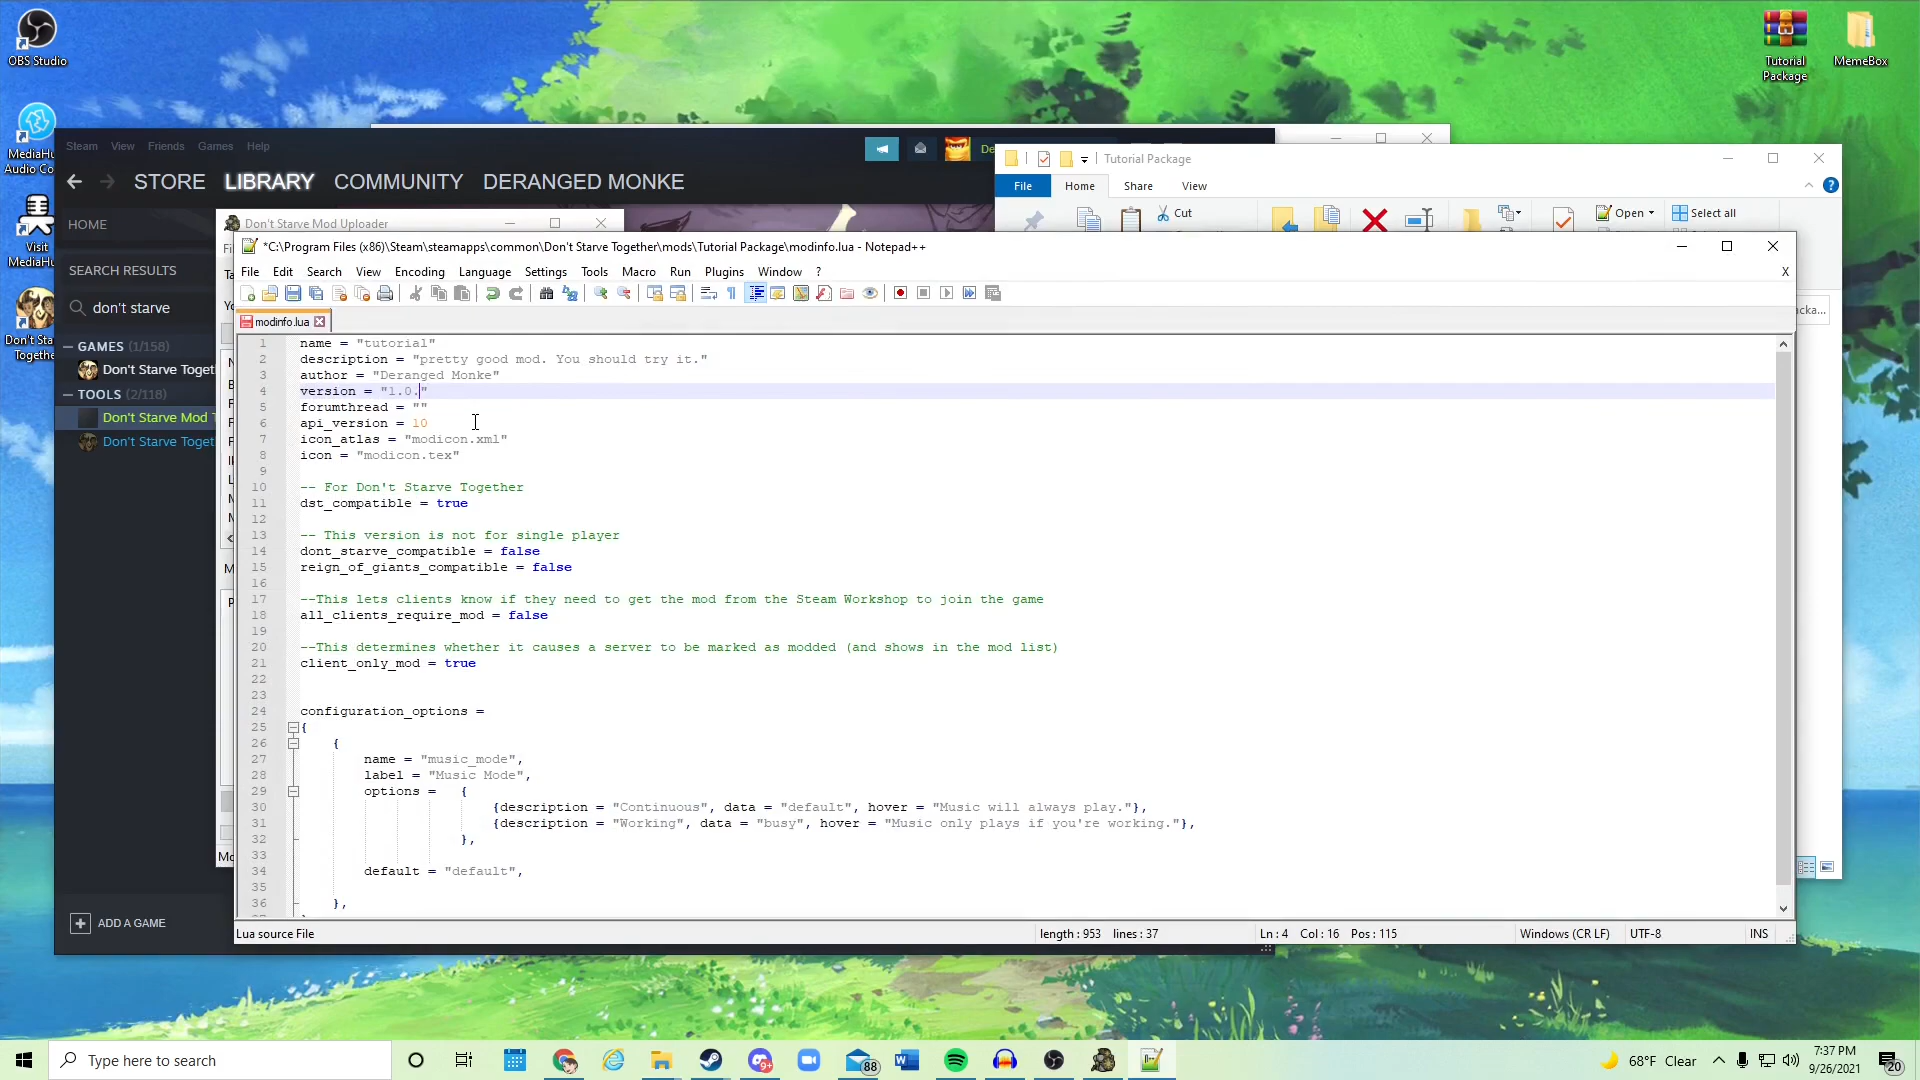 OBS Studio
Tutorial
Package
MemeBox
MediaHu
Audio Co
Visit
MediaHu
Don't Sta
Togethe
Steam View Friends Games Help
STORE LIBRARY COMMUNITY DERANGED MONKE
HOME
SEARCH RESULTS
don't starve
GAMES (1/158)
Don't Starve Toget
TOOLS (2/118)
Don't Starve Mod T
Don't Starve Toget
ADD A GAME
Don't Starve Mod Uploader
Tutorial Package
File Home Share View
Cut
Open
Select all
*C:\Program Files (x86)\Steam\steamapps\common\Don't Starve Together\mods\Tutorial Package\modinfo.lua - Notepad++
File Edit Search View Encoding Language Settings Tools Macro Run Plugins Window ? X
modinfo.lua
1 name = "tutorial"
2 description = "pretty good mod. You should try it."
3 author = "Deranged Monke"
4 version = "1.0."
5 forumthread = ""
6 api_version = 10
7 icon_atlas = "modicon.xml"
8 icon = "modicon.tex"
9
10 -- For Don't Starve Together
11 dst_compatible = true
12
13 -- This version is not for single player
14 dont_starve_compatible = false
15 reign_of_giants_compatible = false
16
17 --This lets clients know if they need to get the mod from the Steam Workshop to join the game
18 all_clients_require_mod = false
19
20 --This determines whether it causes a server to be marked as modded (and shows in the mod list)
21 client_only_mod = true
22
23
24 configuration_options =
25 {
26 {
27 name = "music_mode",
28 label = "Music Mode",
29 options = {
30 {description = "Continuous", data = "default", hover = "Music will always play."},
31 {description = "Working", data = "busy", hover = "Music only plays if you're working."},
32 },
33
34 default = "default",
35
36 },
Lua source File length : 953 lines : 37 Ln : 4 Col : 16 Pos : 115 Windows (CR LF) UTF-8 INS
Type here to search
88
68°F Clear
7:37 PM
9/26/2021
20